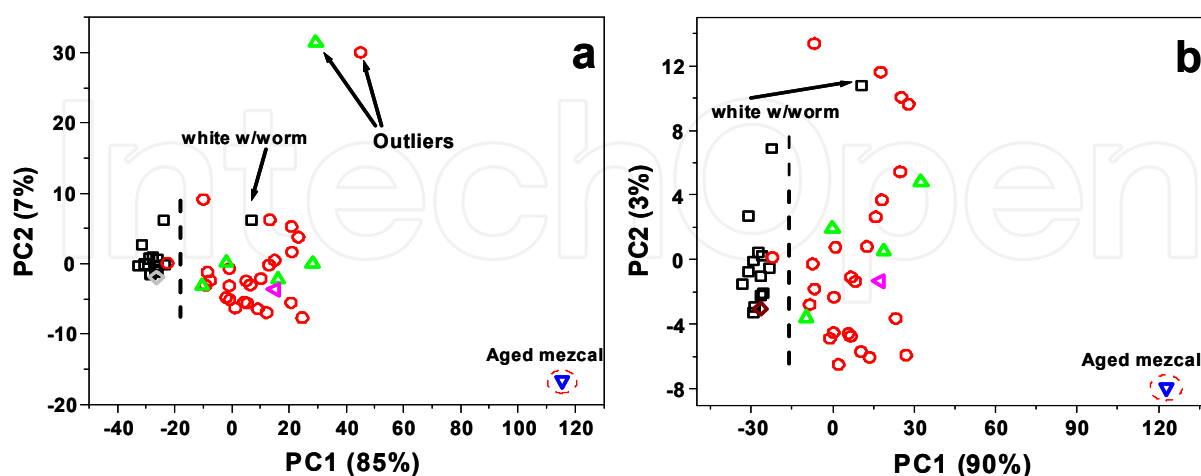 a
30
20
10
0
-10
-20
PC2 (7%)
-40
-20
0
20
40
60
80
100
120
PC1 (85%)
white w/worm
Outliers
Aged mezcal
b
12
8
4
0
-4
-8
PC2 (3%)
-30
0
30
60
90
120
PC1 (90%)
white w/worm
Aged mezcal
IntechOpen